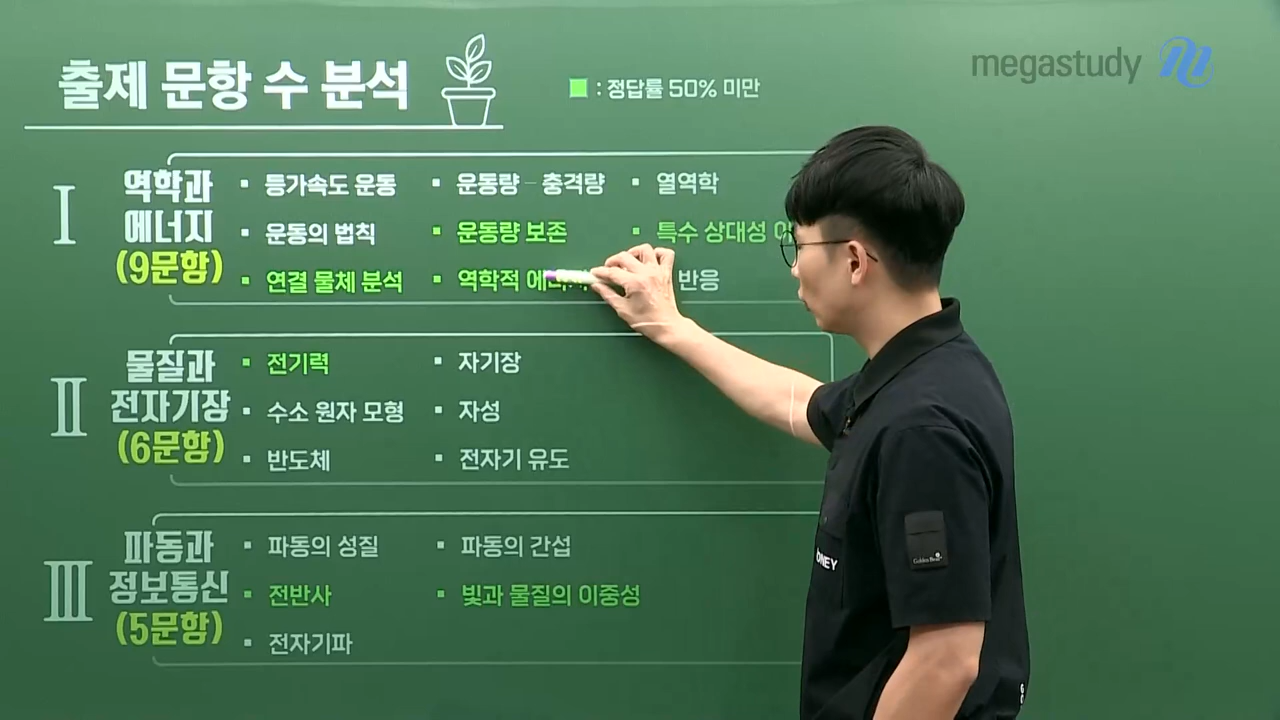 출제 문항 수 분석
: 정답률 50% 미만
megastudy
I 역학과 에너지 (9문항)
▪ 등가속도 운동 ▪ 운동량 - 충격량 ▪ 열역학
▪ 운동의 법칙 ▪ 운동량 보존 ▪ 특수 상대성
▪ 연결 물체 분석 ▪ 역학적 반응
II 물질과 전자기장 (6문항)
▪ 전기력 ▪ 자기장
▪ 수소 원자 모형 ▪ 자성
▪ 반도체 ▪ 전자기 유도
III 파동과 정보통신 (5문항)
▪ 파동의 성질 ▪ 파동의 간섭
▪ 전반사 ▪ 빛과 물질의 이중성
▪ 전자기파
ONEY
Golden Bear